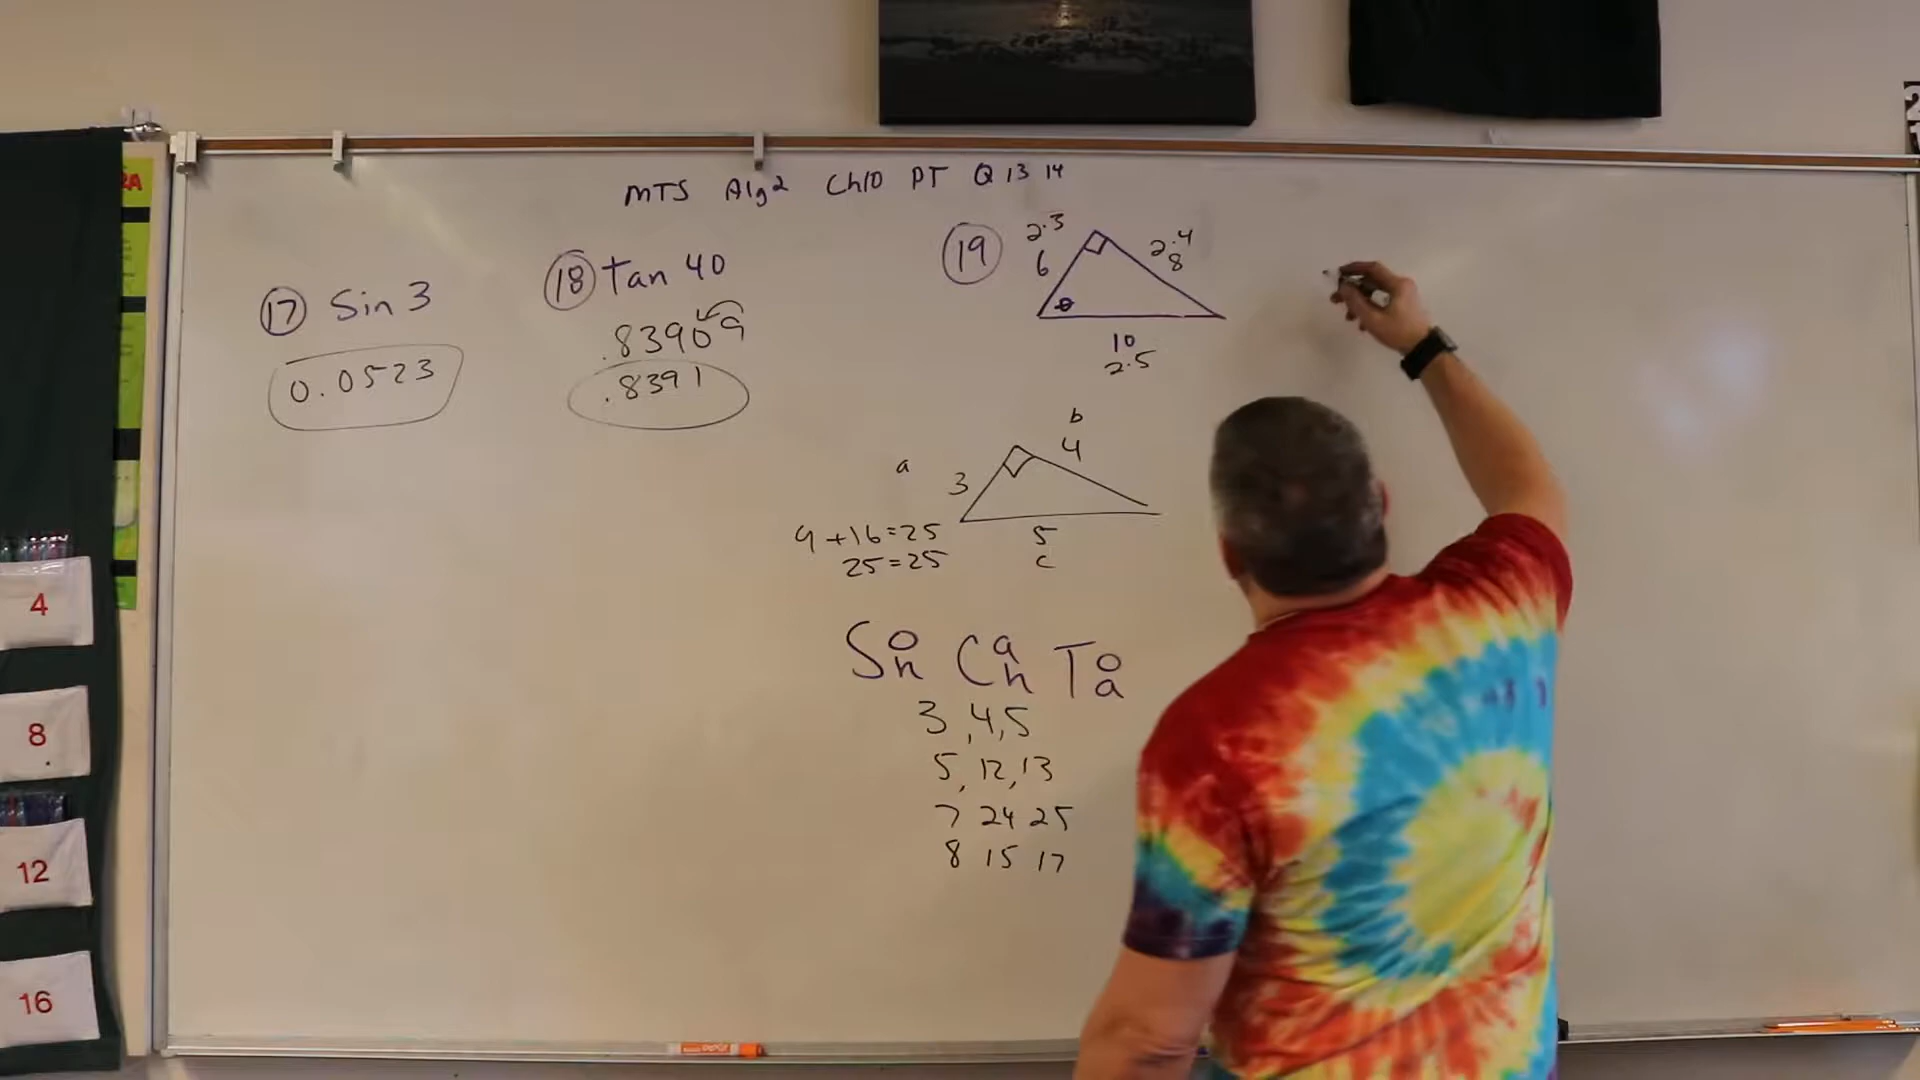 MTS Alg2 Ch10 PT Q 13 14
17 Sin 3
0.0523
18 tan 40
.83909
.8391
19
2·3
6
2·4
8
θ
10
2·5
b
4
a
3
5
c
9+16=25
25=25
S o h C a h T o a
3,4,5
5,12,13
7 24 25
8 15 17
4
8
12
16